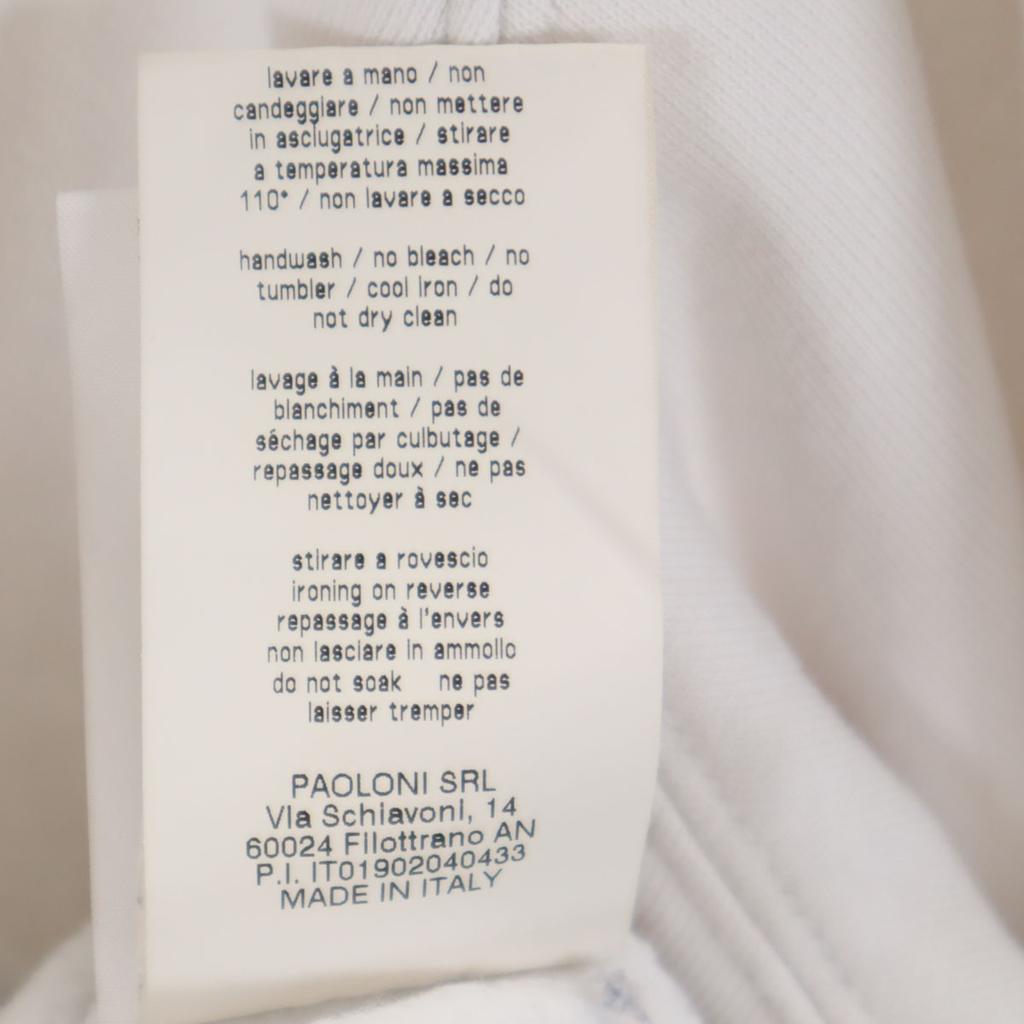 lavare a mano / non
candeggiare / non mettere
in asciugatrice / stirare
a temperatura massima
110° / non lavare a secco
handwash / no bleach / no
tumbler / cool iron / do
not dry clean
lavage à la main / pas de
blanchiment / pas de
séchage par culbutage /
repassage doux / ne pas
nettoyer à sec
stirare a rovescio
ironing on reverse
repassage à l'envers
non lasciare in ammollo
do not soak ne pas
laisser tremper
PAOLONI SRL
Via Schiavoni, 14
60024 Filottrano AN
P.I. IT01902040433
MADE IN ITALY